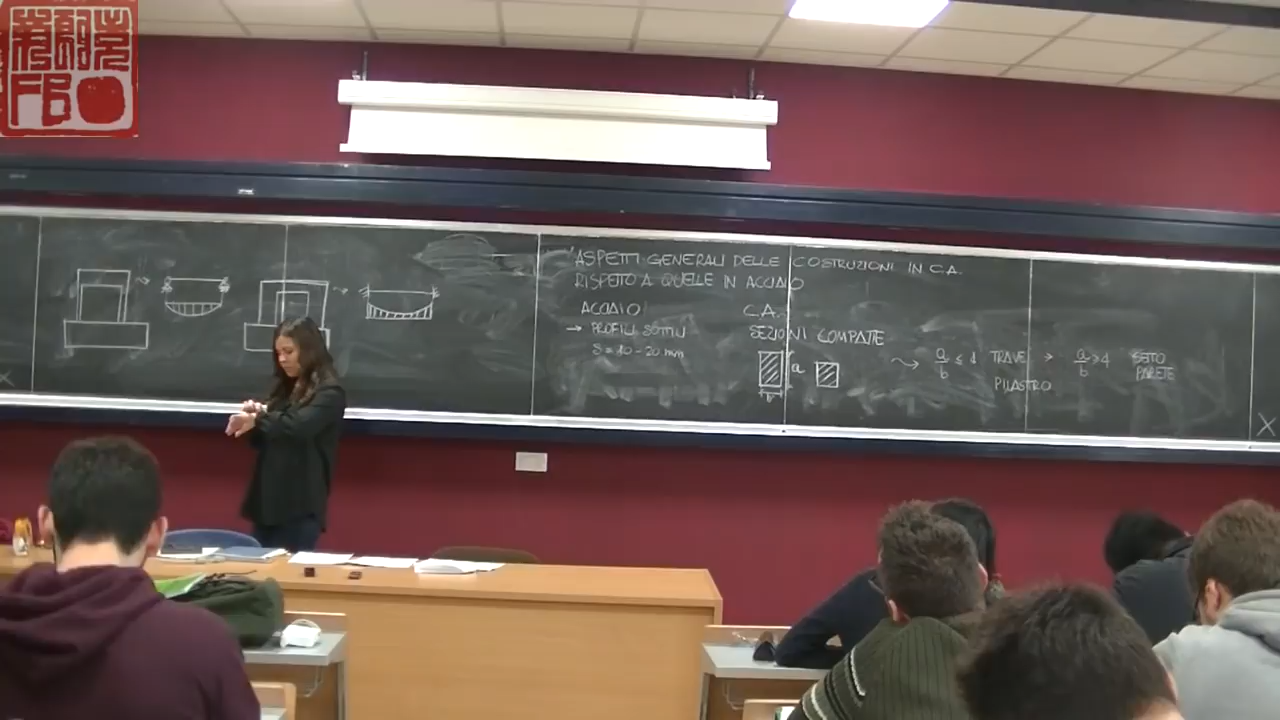 FB
"ASPETTI GENERALI DELLE COSTRUZIONI IN C.A.
RISPETTO A QUELLE IN ACCIAIO
ACCIAIO
→ PROFILI SOTTILI
S = 10 - 20 mm
C.A.
SEZIONI COMPATTE
a
b
a/b ≤ 4 TRAVE
PILASTRO
a/b > 4 SETTO
PARETE
X
X